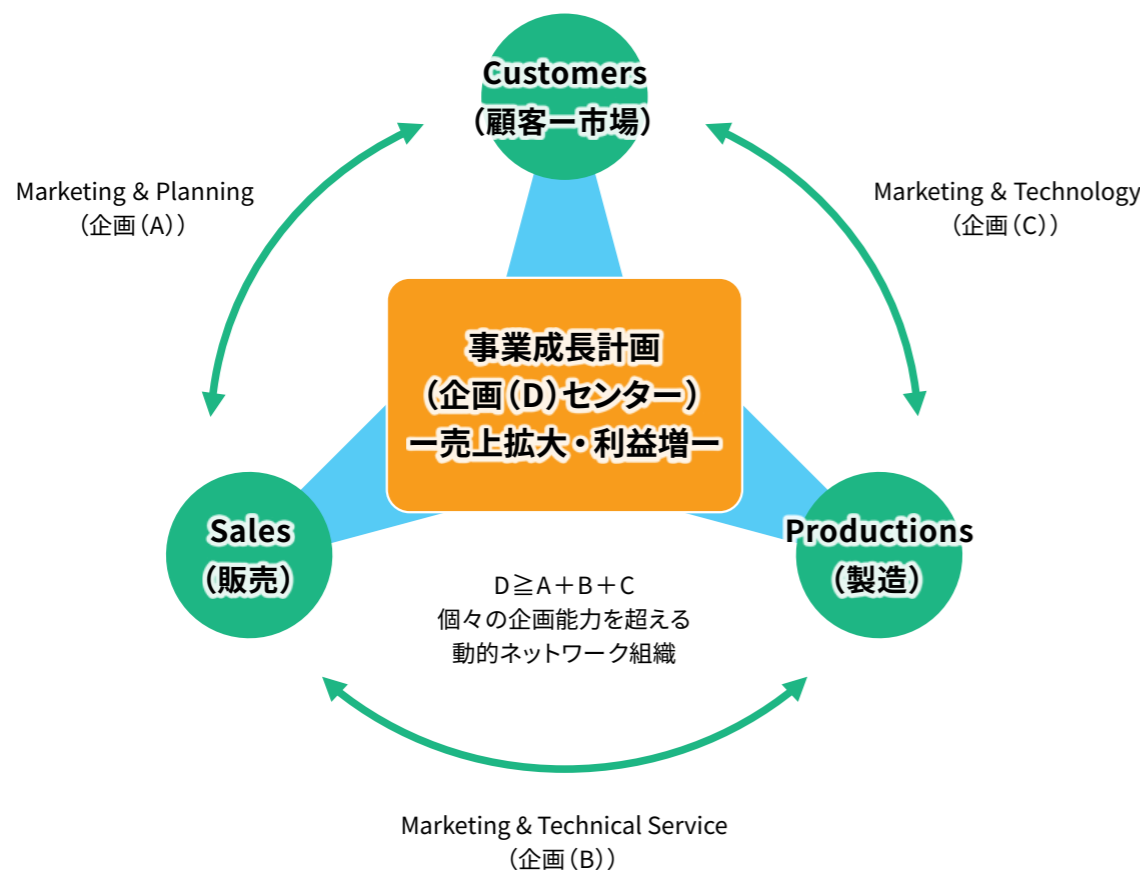 Customers
（顧客ー市場）
Marketing & Planning
（企画（A））
Marketing & Technology
（企画（C））
事業成長計画
（企画（D）センター）
ー売上拡大・利益増ー
Sales
（販売）
Productions
（製造）
D≧A＋B＋C
個々の企画能力を超える
動的ネットワーク組織
Marketing & Technical Service
（企画（B））